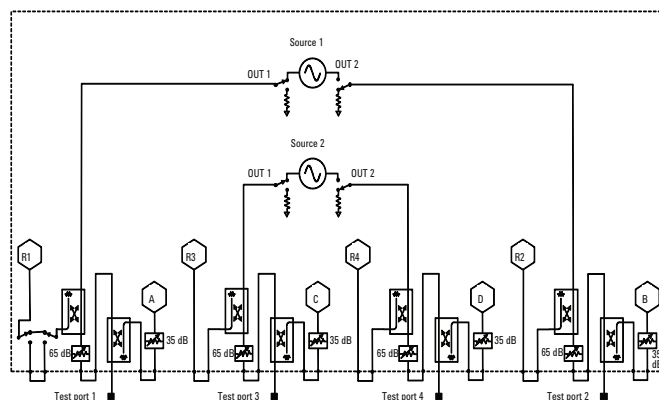 Source 1
OUT 1
OUT 2
Source 2
OUT 1
OUT 2
R1
A
R3
C
R4
D
R2
B
65 dB
35 dB
65 dB
35 dB
65 dB
35 dB
65 dB
35 dB
Test port 1
Test port 3
Test port 4
Test port 2